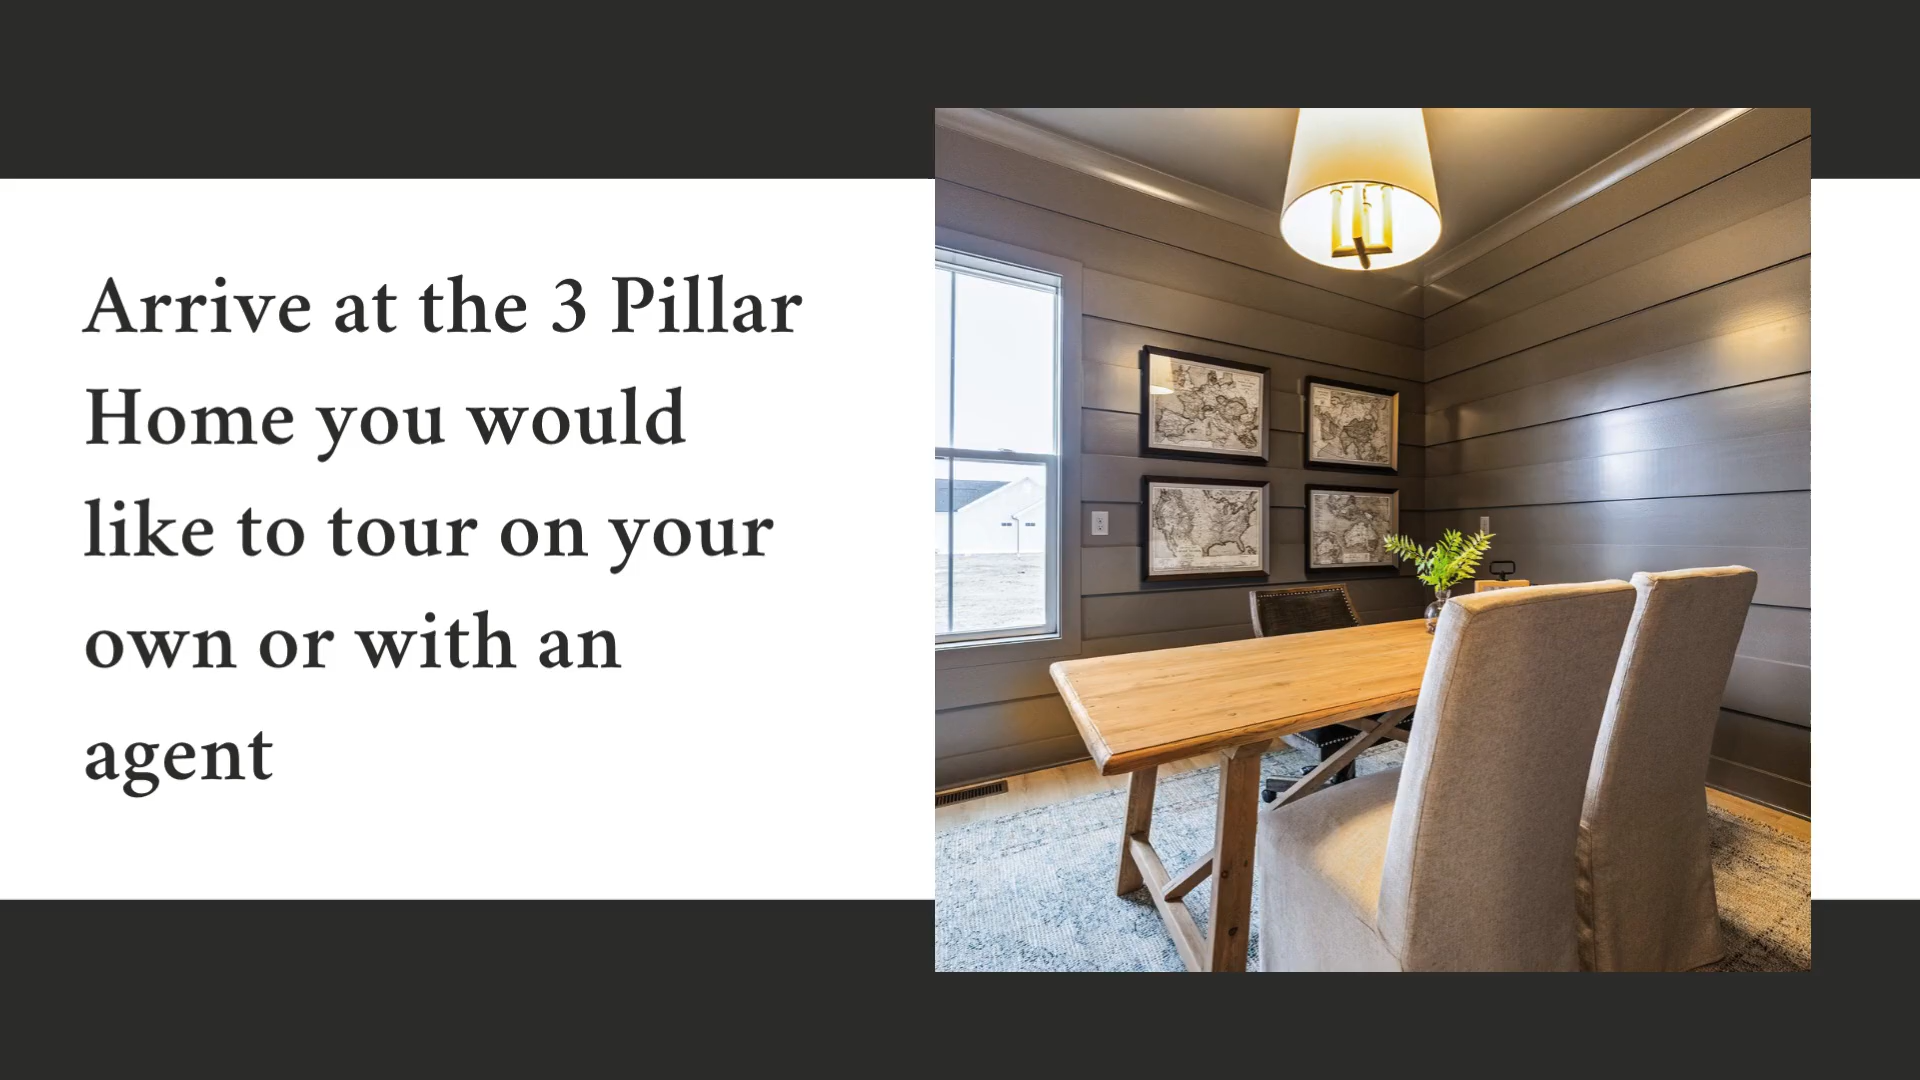 Arrive at the 3 Pillar
Home you would
like to tour on your
own or with an
agent